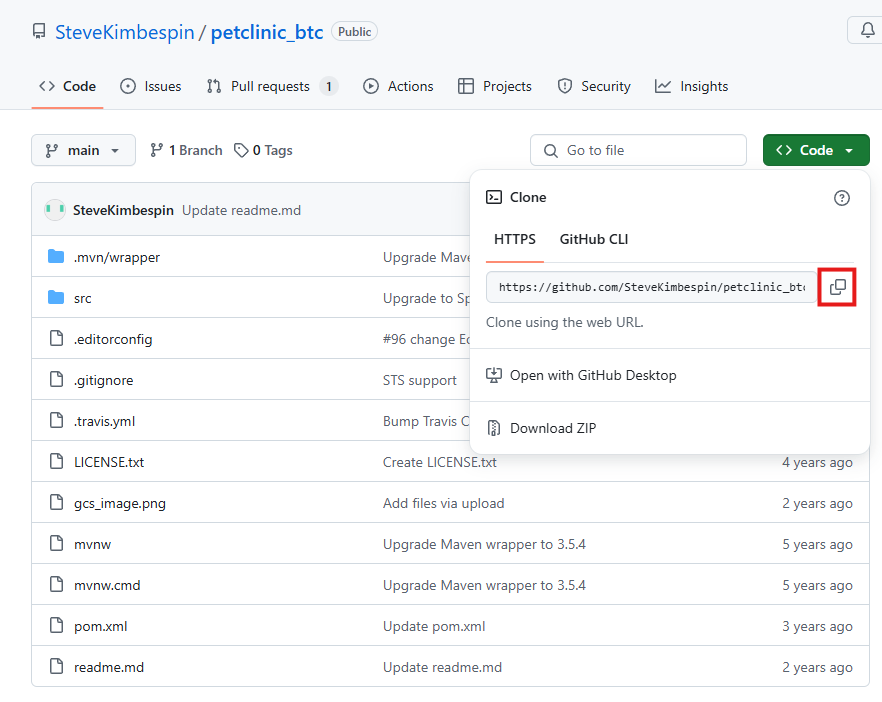 SteveKimbespin / petclinic_btc Public
Code Issues Pull requests 1 Actions Projects Security Insights
main 1 Branch 0 Tags Go to file Code
SteveKimbespin Update readme.md
Clone
HTTPS GitHub CLI
https://github.com/SteveKimbespin/petclinic_btc
Clone using the web URL.
Open with GitHub Desktop
Download ZIP
.mvn/wrapper Upgrade Mave
src Upgrade to Sp
.editorconfig #96 change Ec
.gitignore STS support
.travis.yml Bump Travis C
LICENSE.txt Create LICENSE.txt 4 years ago
gcs_image.png Add files via upload 2 years ago
mvnw Upgrade Maven wrapper to 3.5.4 5 years ago
mvnw.cmd Upgrade Maven wrapper to 3.5.4 5 years ago
pom.xml Update pom.xml 3 years ago
readme.md Update readme.md 2 years ago